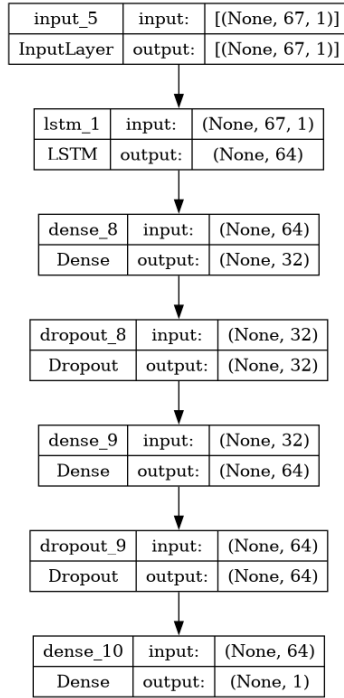 input_5 input: [(None, 67, 1)]
InputLayer output: [(None, 67, 1)]
lstm_1 input: (None, 67, 1)
LSTM output: (None, 64)
dense_8 input: (None, 64)
Dense output: (None, 32)
dropout_8 input: (None, 32)
Dropout output: (None, 32)
dense_9 input: (None, 32)
Dense output: (None, 64)
dropout_9 input: (None, 64)
Dropout output: (None, 64)
dense_10 input: (None, 64)
Dense output: (None, 1)